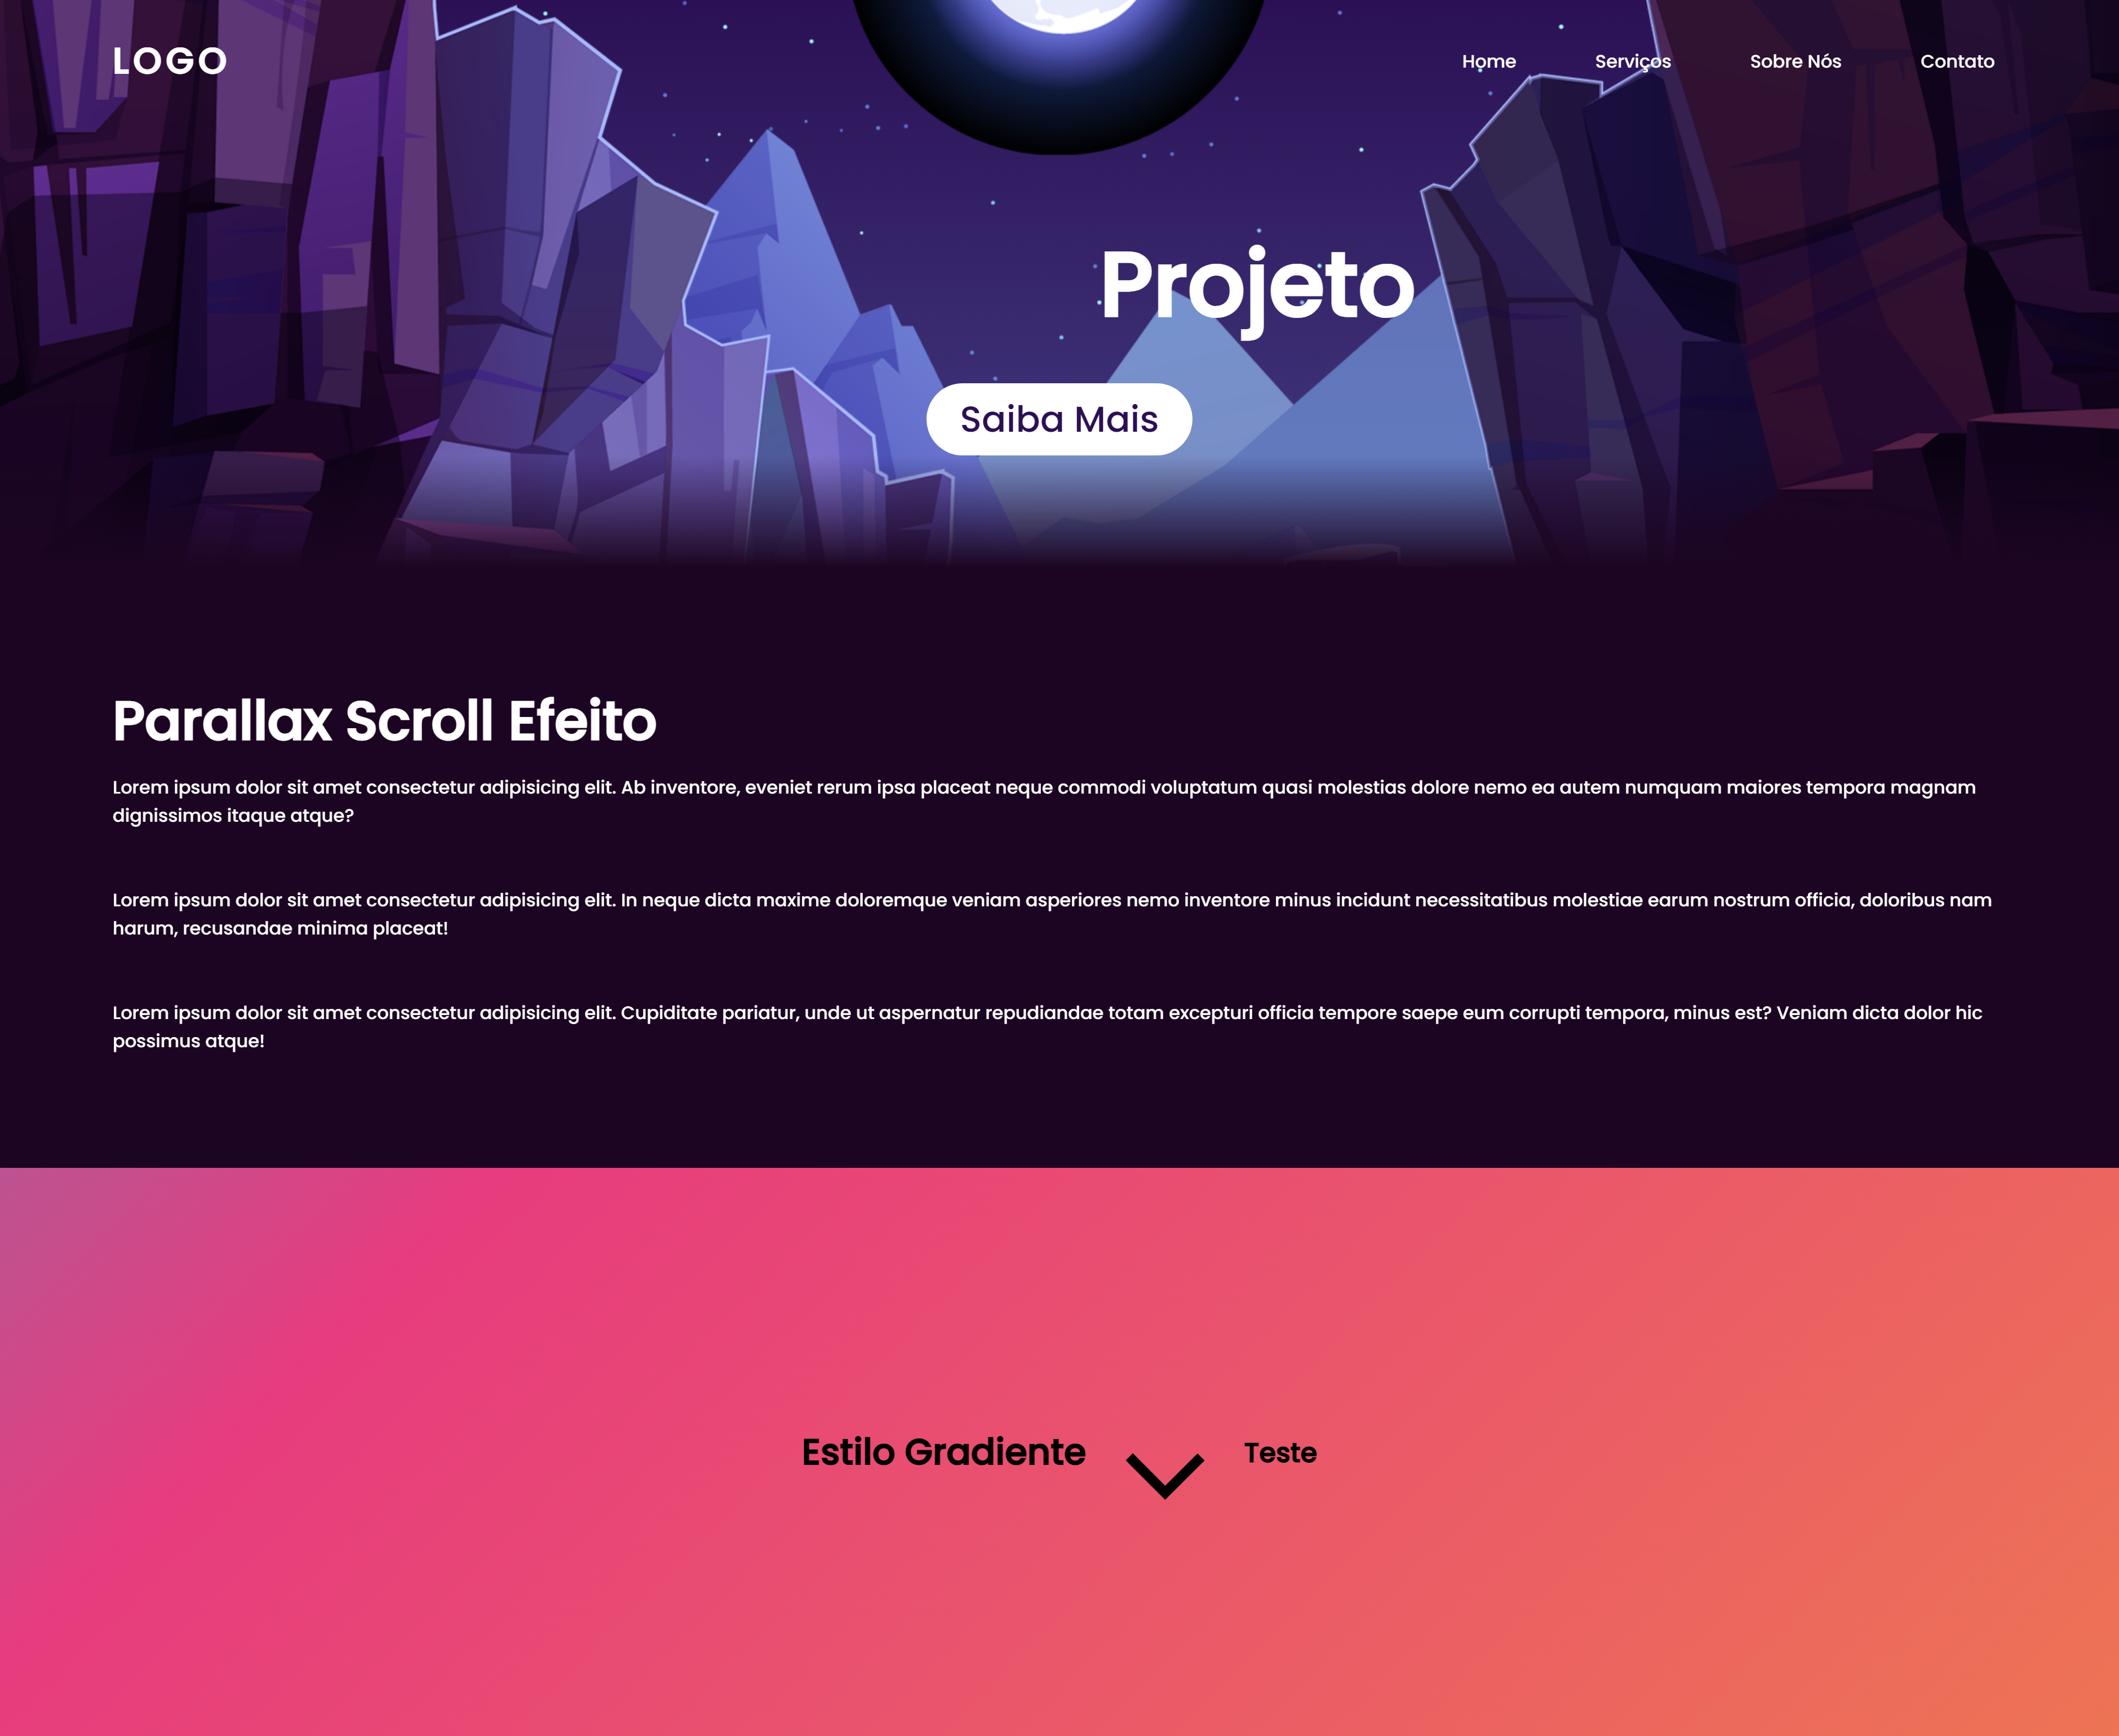 LOGO
Home Serviços Sobre Nós Contato
Projeto
Saiba Mais
Parallax Scroll Efeito
Lorem ipsum dolor sit amet consectetur adipisicing elit. Ab inventore, eveniet rerum ipsa placeat neque commodi voluptatum quasi molestias dolore nemo ea autem numquam maiores tempora magnam
dignissimos itaque atque?
Lorem ipsum dolor sit amet consectetur adipisicing elit. In neque dicta maxime doloremque veniam asperiores nemo inventore minus incidunt necessitatibus molestiae earum nostrum officia, doloribus nam
harum, recusandae minima placeat!
Lorem ipsum dolor sit amet consectetur adipisicing elit. Cupiditate pariatur, unde ut aspernatur repudiandae totam excepturi officia tempore saepe eum corrupti tempora, minus est? Veniam dicta dolor hic
possimus atque!
Estilo Gradiente Teste